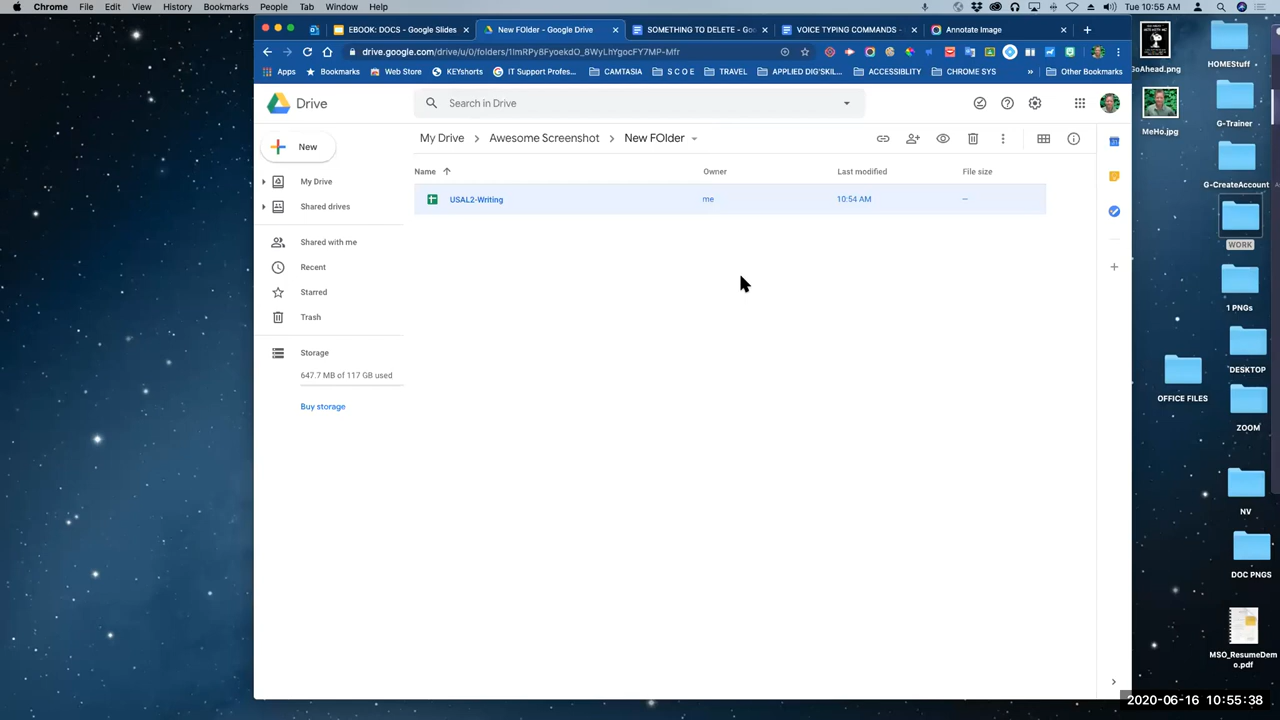 Chrome File Edit View History Bookmarks People Tab Window Help Tue 10:55 AM
EBOOK: DOCS - Google Slides New FOlder - Google Drive SOMETHING TO DELETE - Goo VOICE TYPING COMMANDS - Annotate Image
drive.google.com/drive/u/0/folders/
Apps Bookmarks Web Store KEYshorts IT Support Profes... CAMTASIA S C O E TRAVEL APPLIED DIG'SKIL... ACCESSIBLITY CHROME SYS » Other Bookmarks
Drive Search in Drive
New
My Drive Awesome Screenshot New FOlder
Name Owner Last modified File size
USAL2-Writing me 10:54 AM –
My Drive
Shared drives
Shared with me
Recent
Starred
Trash
Storage
647.7 MB of 117 GB used
Buy storage
GoAhead.png
HOMEStuff
MeHo.jpg
G-Trainer
G-CreateAccount
WORK
1 PNGs
DESKTOP
OFFICE FILES
ZOOM
NV
DOC PNGS
MSO_ResumeDem
o.pdf
2020-06-16 10:55:38